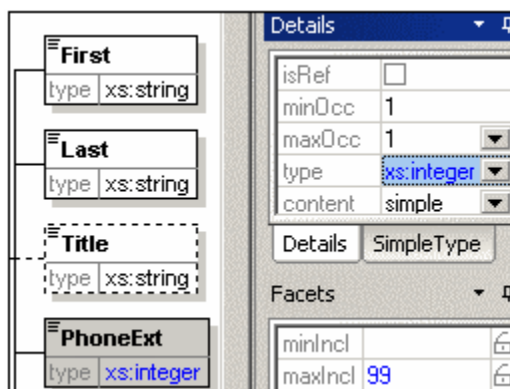 First
type xs:string
Last
type xs:string
Title
type xs:string
PhoneExt
type xs:integer
Details
isRef
minOcc 1
maxOcc 1
type xs:integer
content simple
Details SimpleType
Facets
minIncl
maxIncl 99